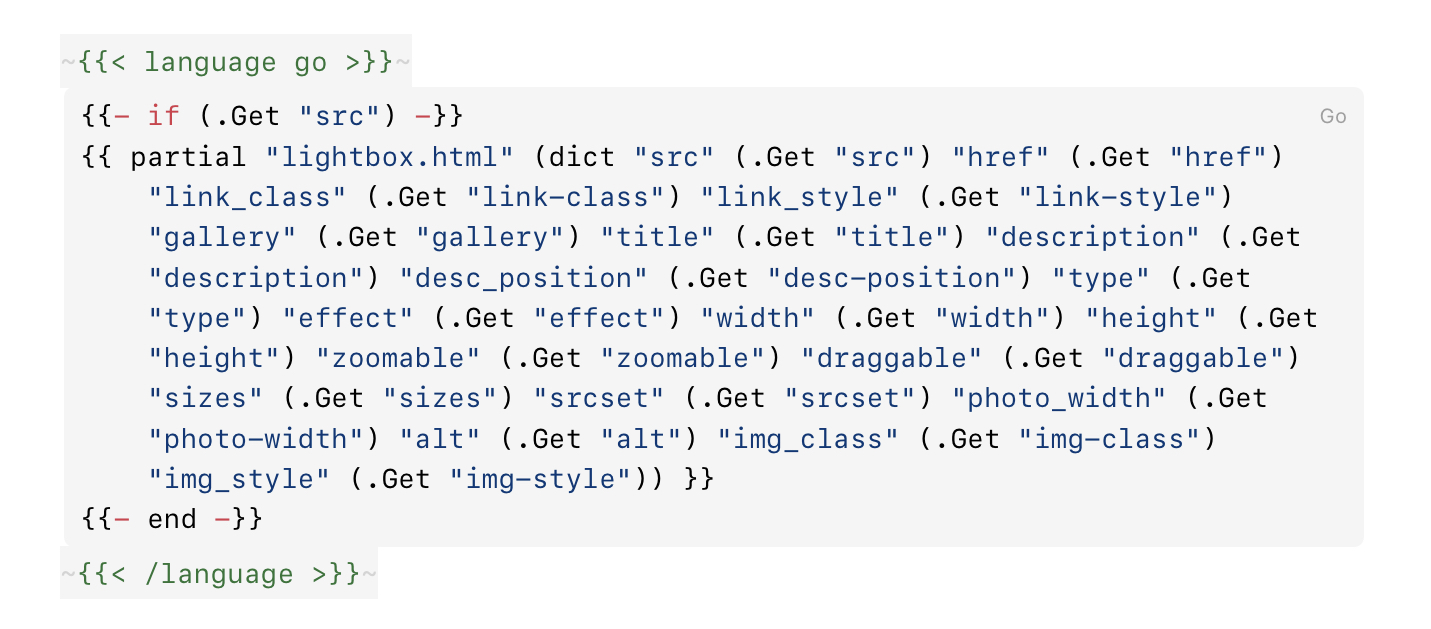 ~{{< language go >}}~
{{- if (.Get "src") -}}
Go
{{ partial "lightbox.html" (dict "src" (.Get "src") "href" (.Get "href")
"link_class" (.Get "link-class") "link_style" (.Get "link-style")
"gallery" (.Get "gallery") "title" (.Get "title") "description" (.Get
"description") "desc_position" (.Get "desc-position") "type" (.Get
"type") "effect" (.Get "effect") "width" (.Get "width") "height" (.Get
"height") "zoomable" (.Get "zoomable") "draggable" (.Get "draggable")
"sizes" (.Get "sizes") "srcset" (.Get "srcset") "photo_width" (.Get
"photo-width") "alt" (.Get "alt") "img_class" (.Get "img-class")
"img_style" (.Get "img-style")) }}
{{- end -}}
~{{< /language >}}~